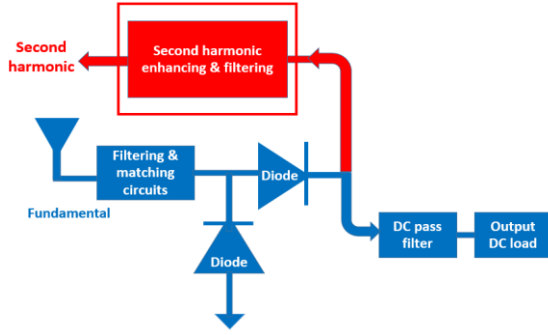 Second
harmonic
Second harmonic
enhancing & filtering
Filtering &
matching
circuits
Diode
Fundamental
Diode
DC pass
filter
Output
DC load